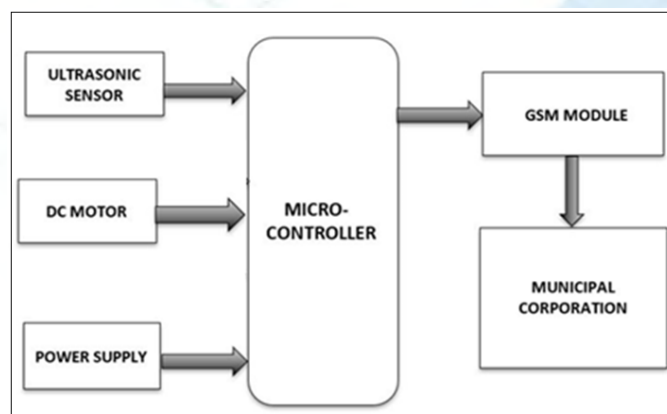 ULTRASONIC
SENSOR
DC MOTOR
POWER SUPPLY
MICRO-
CONTROLLER
GSM MODULE
MUNICIPAL
CORPORATION